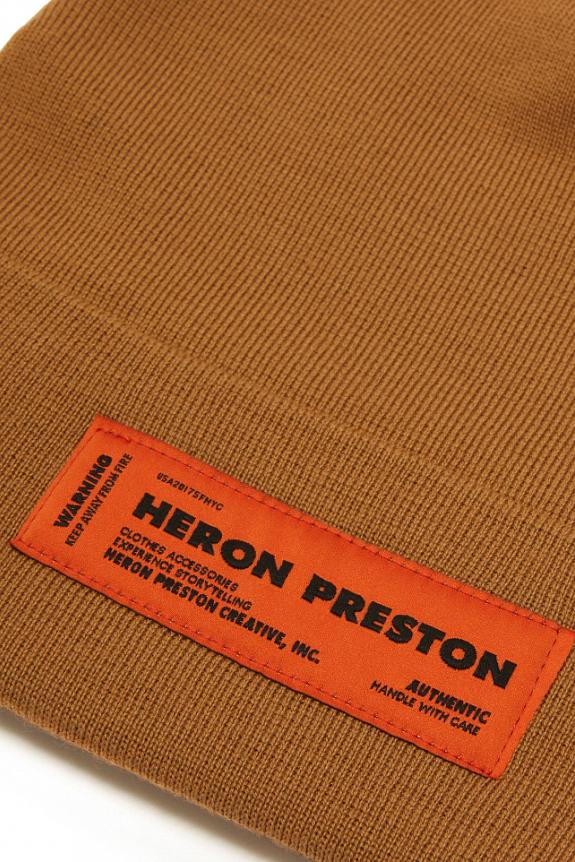 WARNING
KEEP AWAY FROM FIRE
USA20175FNYC
HERON PRESTON
CLOTHES ACCESSORIES
EXPERIENCE STORYTELLING
HERON PRESTON CREATIVE, INC.
AUTHENTIC
HANDLE WITH CARE